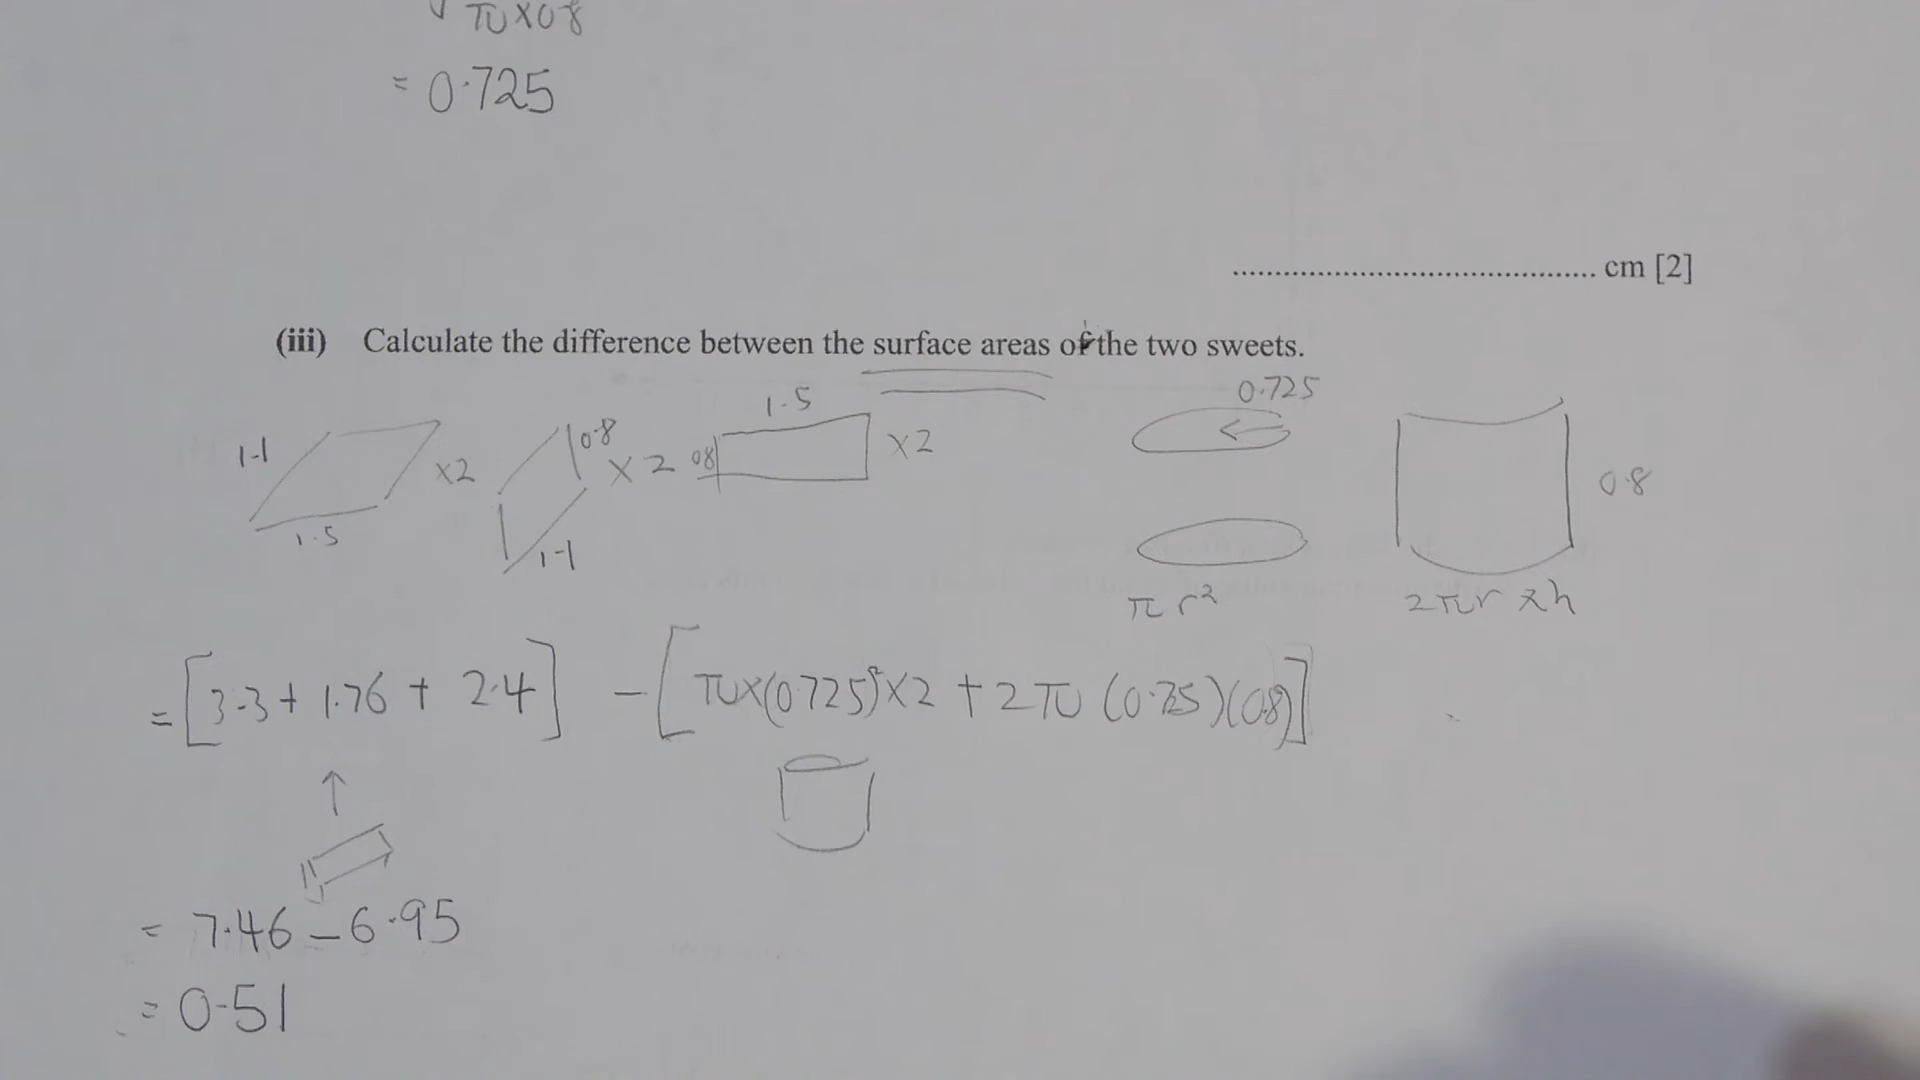 π×0.8
= 0.725
........................................ cm [2]
(iii) Calculate the difference between the surface areas of the two sweets.
1.1 1.5 ×2
0.8 1.1 ×2
1.5 0.8 ×2
0.725
πr²
0.8
2πr × h
= [3.3 + 1.76 + 2.4] − [π×(0.725)²×2 + 2π (0.725)(0.8)]
= 7.46 − 6.95
= 0.51